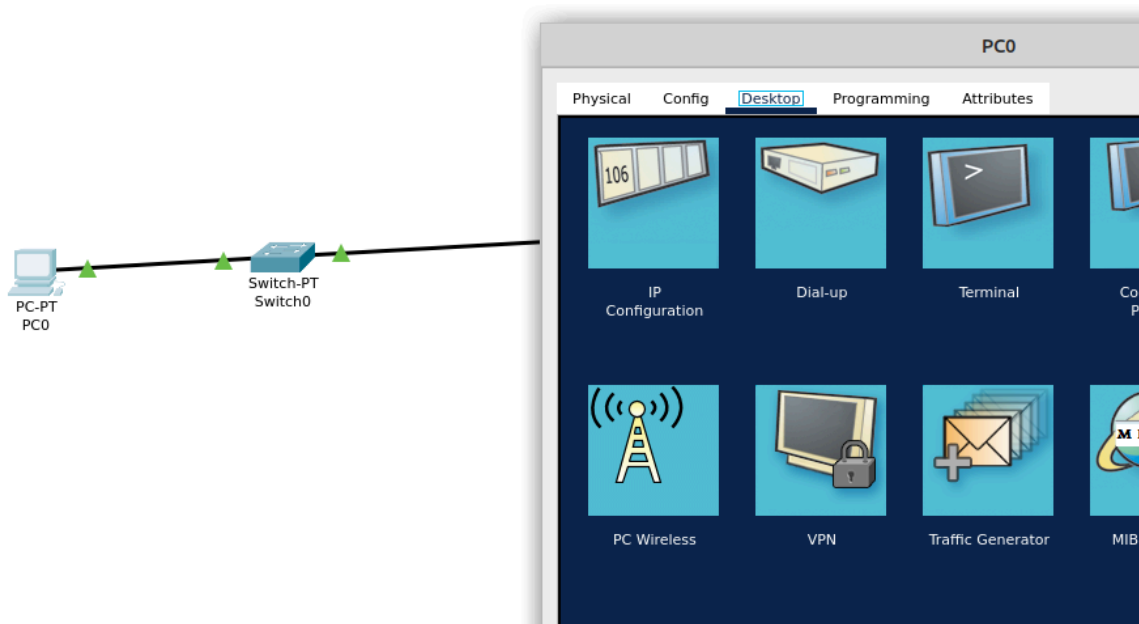 PC0
Physical
Config
Desktop
Programming
Attributes
106
>
IP
Configuration
Dial-up
Terminal
PC-PT
PC0
Switch-PT
Switch0
PC Wireless
VPN
Traffic Generator
MIB